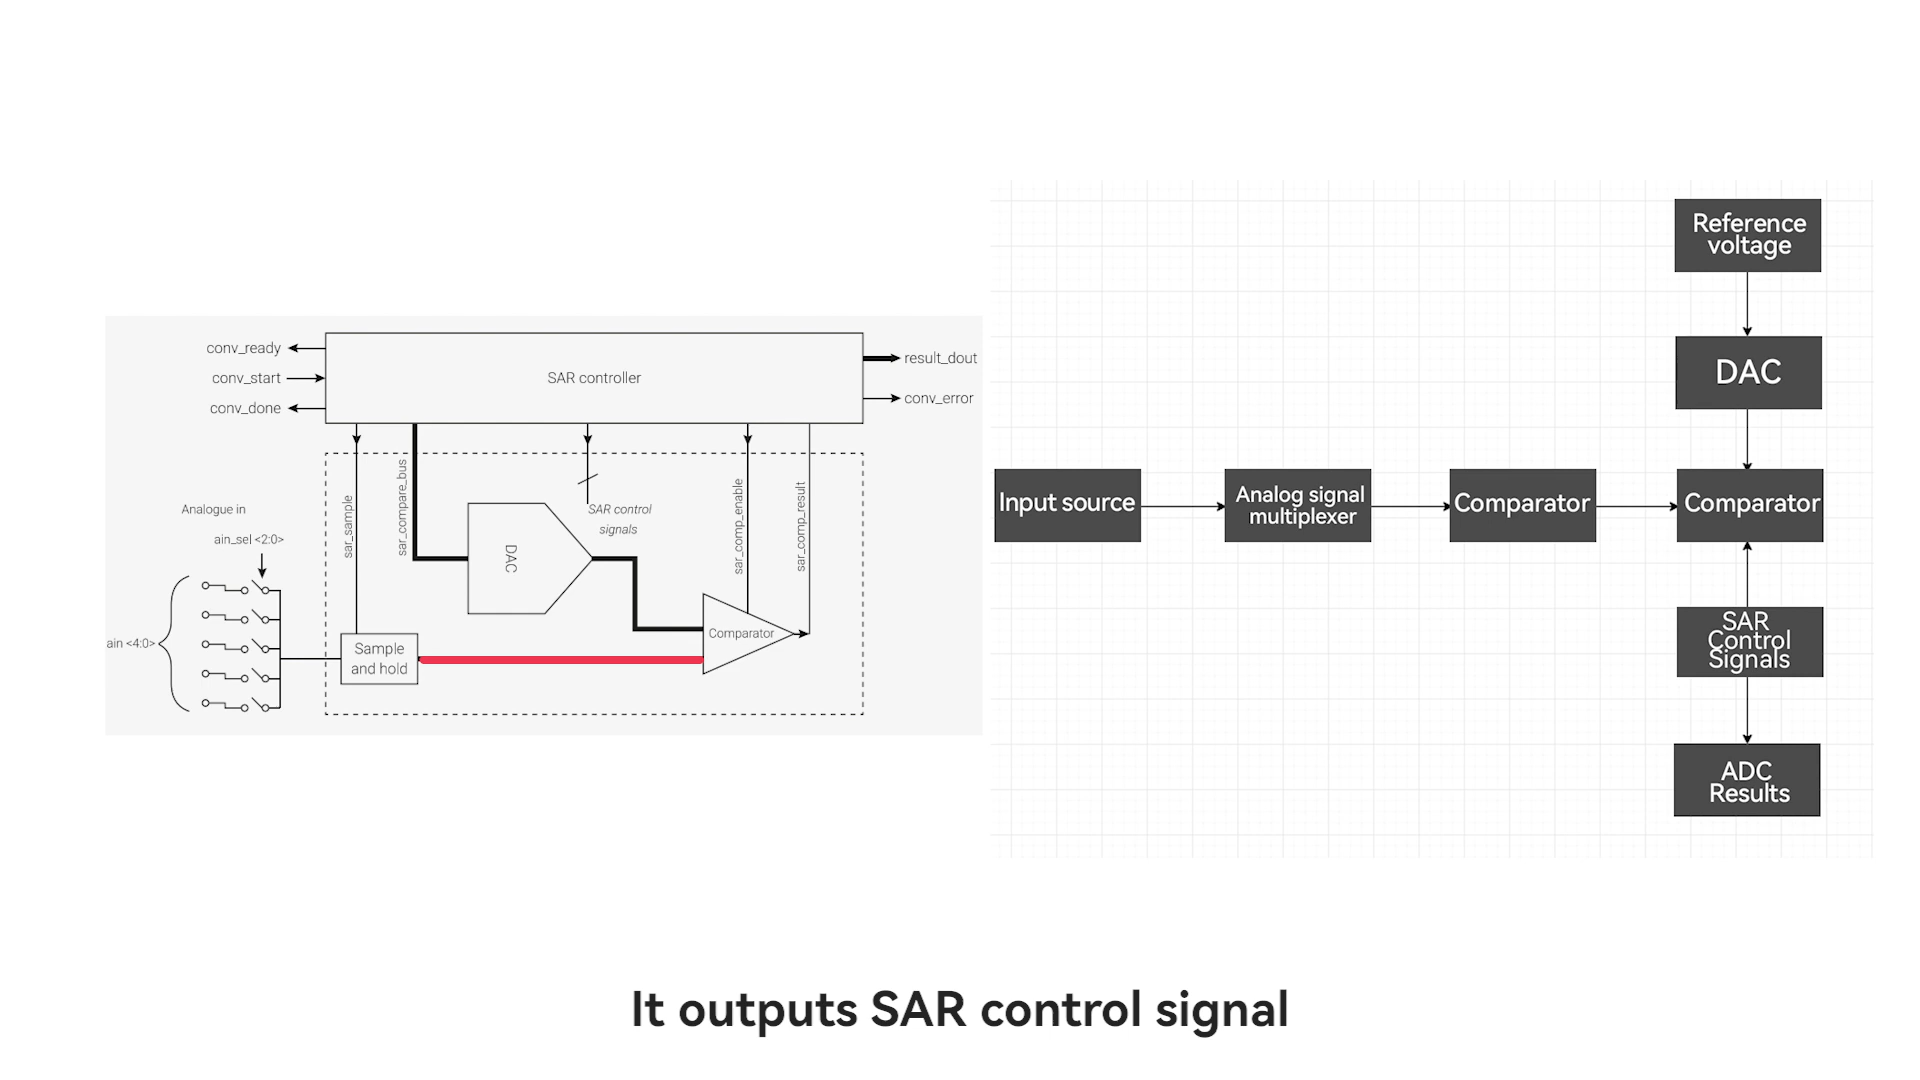 conv_ready
conv_start
conv_done
SAR controller
result_dout
conv_error
sar_sample
sar_compare_bus
SAR control
signals
sar_comp_enable
sar_comp_result
Analogue in
ain_sel <2:0>
ain <4:0>
DAC
Sample
and hold
Comparator
Reference
voltage
DAC
Input source
Analog signal
multiplexer
Comparator
Comparator
SAR
Control
Signals
ADC
Results
It outputs SAR control signal